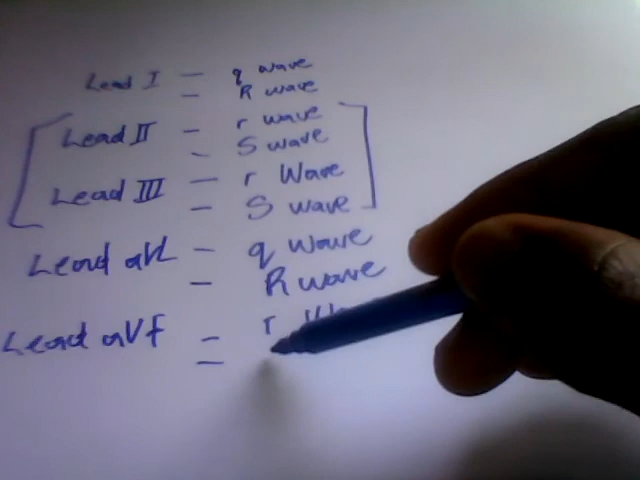 Lead I - q wave
- R wave
Lead II - r wave
- S wave
Lead III - r Wave
- S wave
Lead aVL - q wave
- R wave
Lead aVf - r
-